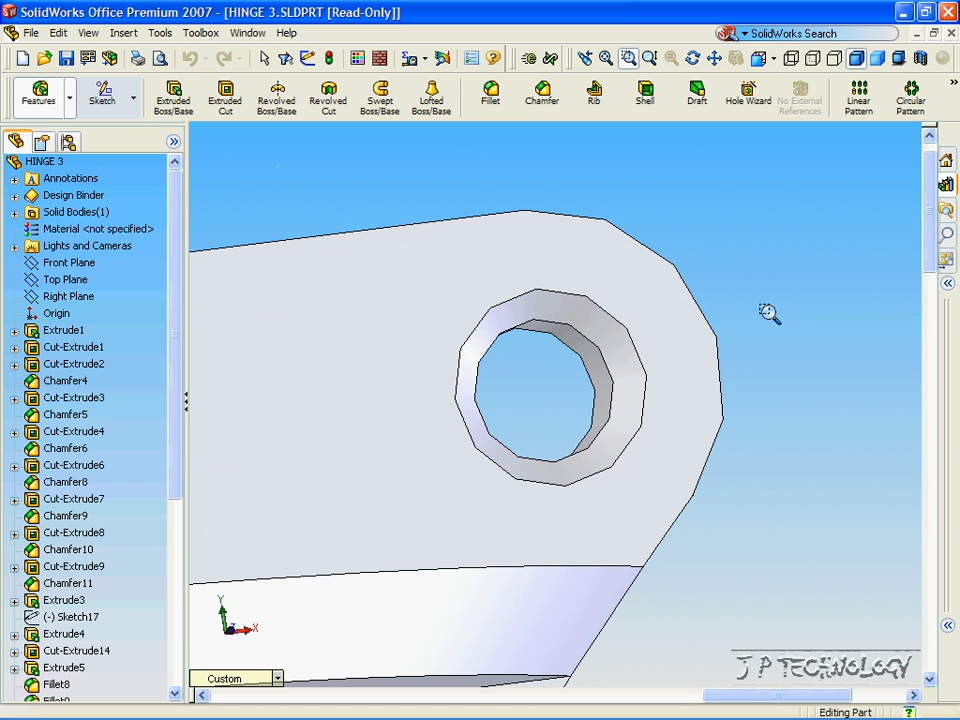 SolidWorks Office Premium 2007 - [HINGE 3.SLDPRT [Read-Only]]
File Edit View Insert Tools Toolbox Window Help
SolidWorks Search
Features
Sketch
Extruded Boss/Base
Extruded Cut
Revolved Boss/Base
Revolved Cut
Swept Boss/Base
Lofted Boss/Base
Fillet
Chamfer
Rib
Shell
Draft
Hole Wizard
No External References
Linear Pattern
Circular Pattern
HINGE 3
Annotations
Design Binder
Solid Bodies(1)
Material <not specified>
Lights and Cameras
Front Plane
Top Plane
Right Plane
Origin
Extrude1
Cut-Extrude1
Cut-Extrude2
Chamfer4
Cut-Extrude3
Chamfer5
Cut-Extrude4
Chamfer6
Cut-Extrude6
Chamfer8
Cut-Extrude7
Chamfer9
Cut-Extrude8
Chamfer10
Cut-Extrude9
Chamfer11
Extrude3
(-) Sketch17
Extrude4
Cut-Extrude14
Extrude5
Fillet8
Y
X
Custom
J P TECHNOLOGY
Editing Part